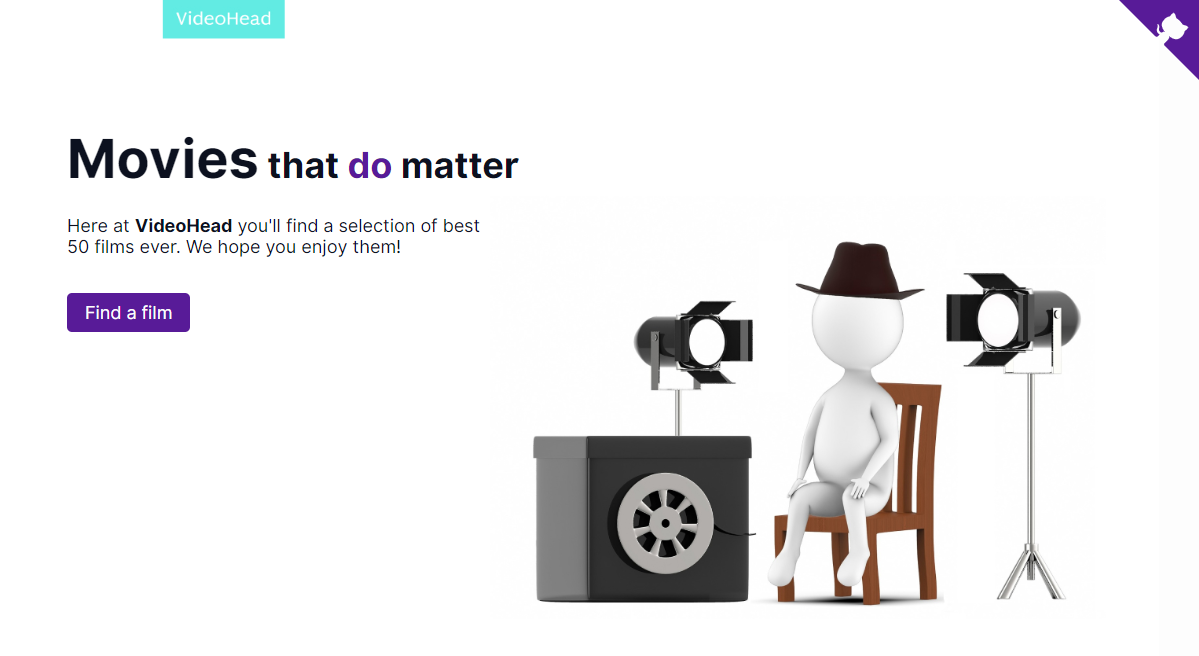 VideoHead
Movies that do matter
Here at VideoHead you'll find a selection of best
50 films ever. We hope you enjoy them!
Find a film